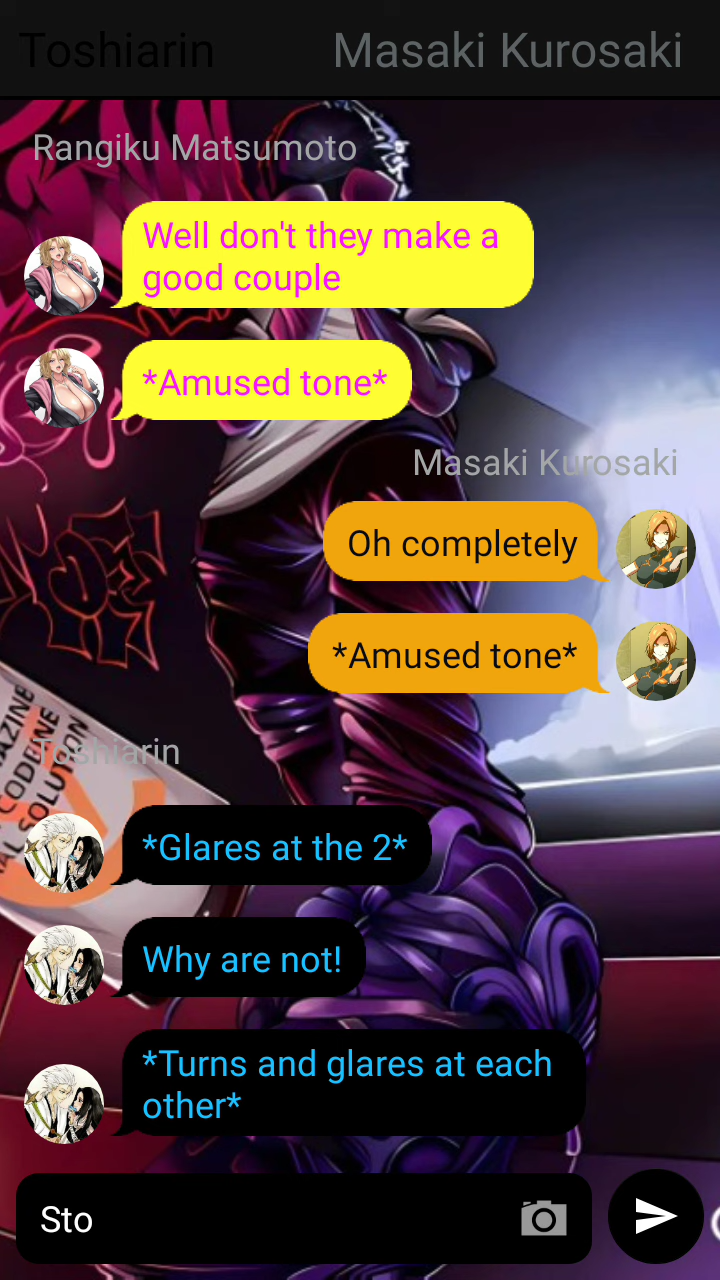 Toshiarin Masaki Kurosaki
Rangiku Matsumoto
Well don't they make a
good couple
*Amused tone*
Masaki Kurosaki
Oh completely
*Amused tone*
Toshiarin
*Glares at the 2*
Why are not!
*Turns and glares at each
other*
Sto